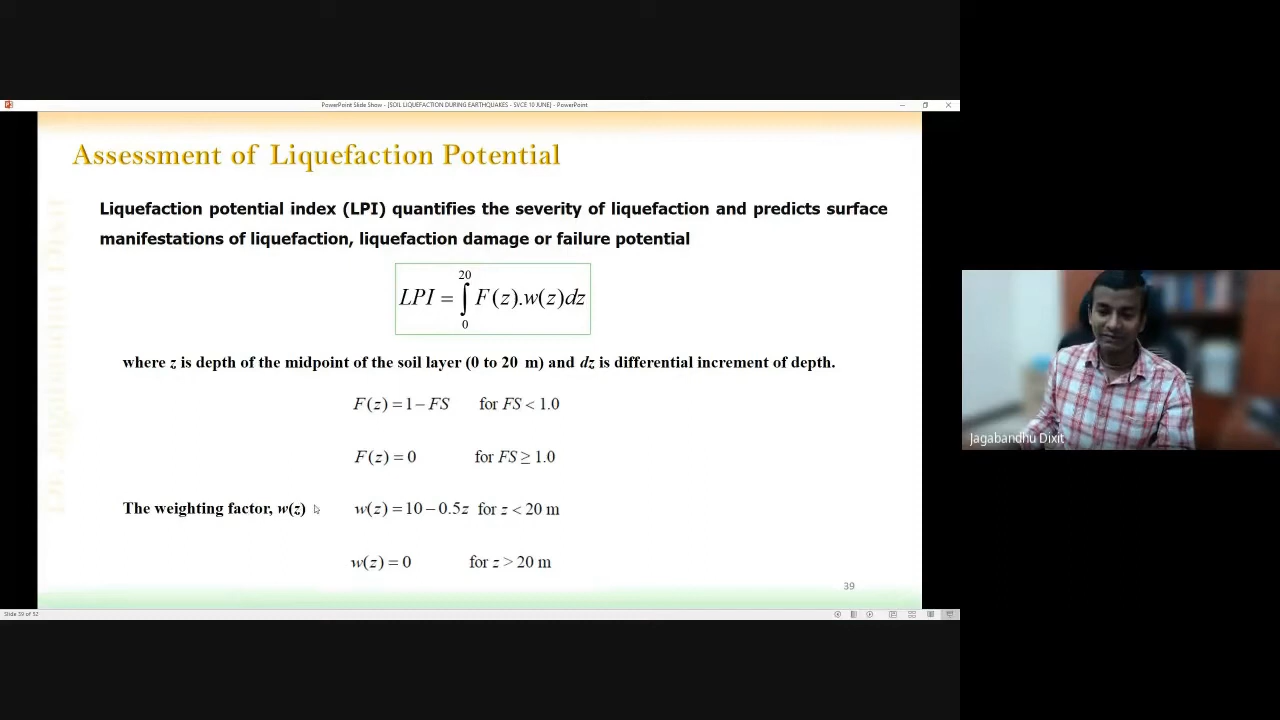 PowerPoint Slide Show - [SOIL LIQUEFACTION DURING EARTHQUAKES - SVCE 10 JUNE] - PowerPoint
Assessment of Liquefaction Potential
Liquefaction potential index (LPI) quantifies the severity of liquefaction and predicts surface
manifestations of liquefaction, liquefaction damage or failure potential
20
LPI = ∫ F(z).w(z)dz
0
where z is depth of the midpoint of the soil layer (0 to 20 m) and dz is differential increment of depth.
F(z) = 1 − FS for FS < 1.0
F(z) = 0 for FS ≥ 1.0
The weighting factor, w(z) w(z) = 10 − 0.5z for z < 20 m
w(z) = 0 for z > 20 m
39
Slide 39 of 52
Jagabandhu Dixit